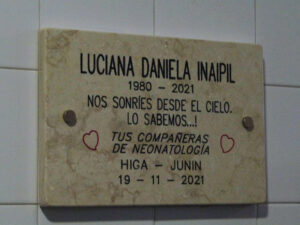 LUCIANA DANIELA INAIPIL
1980 - 2021
NOS SONRÍES DESDE EL CIELO.
LO SABEMOS...!
TUS COMPAÑERAS
DE NEONATOLOGÍA
HIGA - JUNIN
19 - 11 - 2021